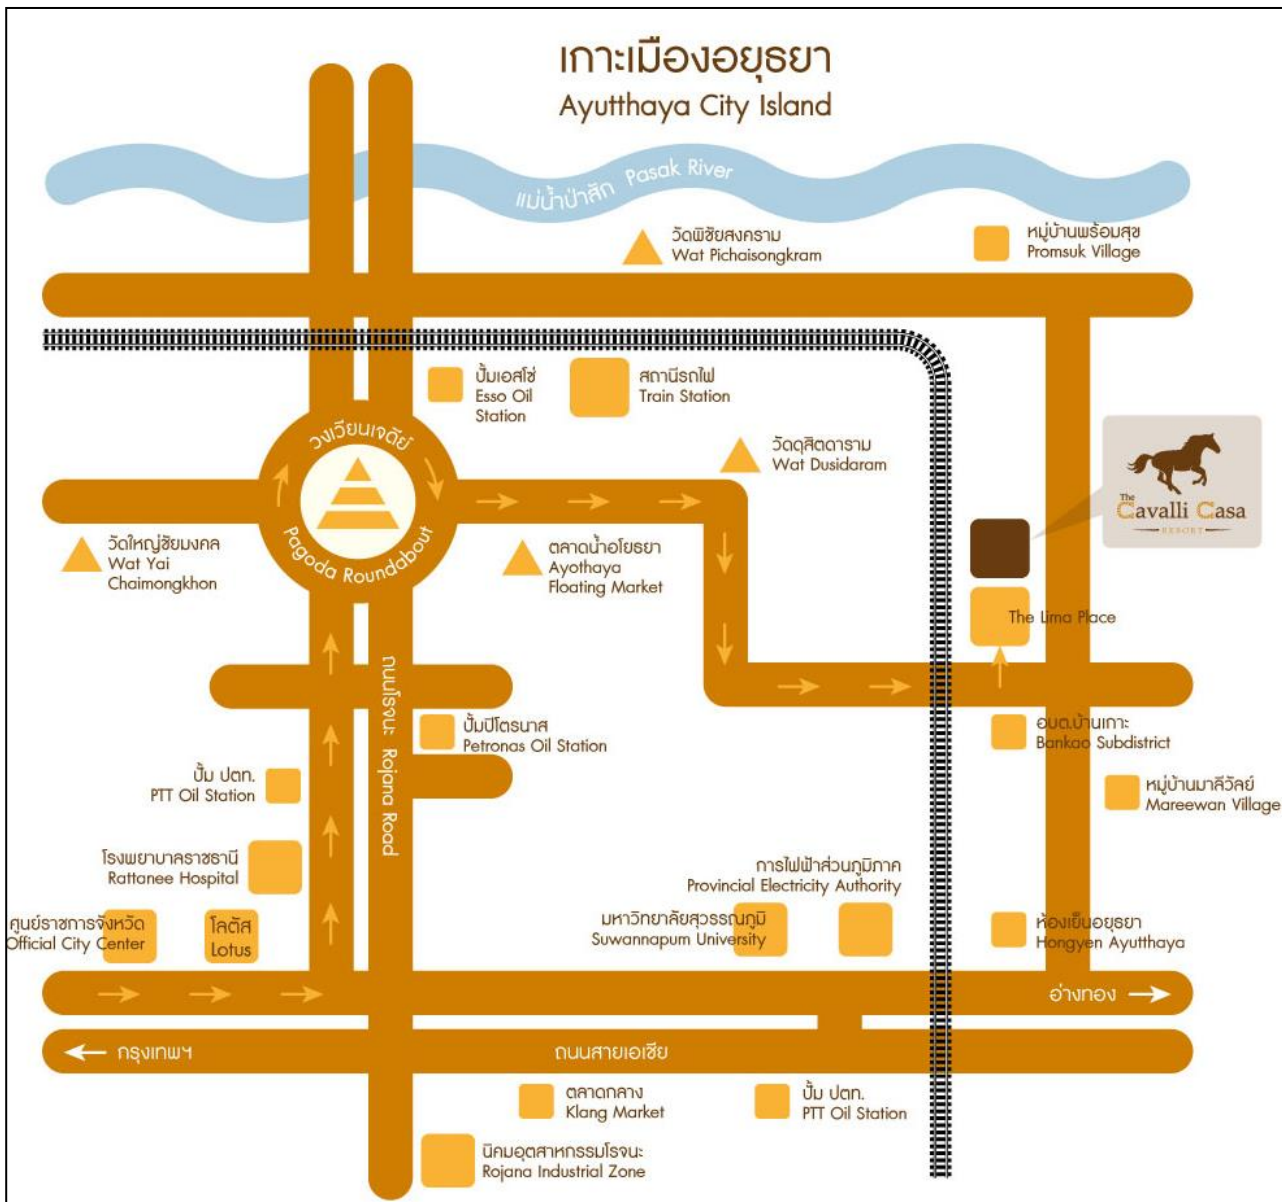 เกาะเมืองอยุธยา
Ayutthaya City Island
แม่น้ำป่าสัก Pasak River
วัดพิชัยสงคราม
Wat Pichaisongkram
หมู่บ้านพร้อมสุข
Promsuk Village
ปั้มเอสโซ่
Esso Oil
Station
สถานีรถไฟ
Train Station
วงเวียนเจดีย์
Pagoda Roundabout
วัดดุสิตดาราม
Wat Dusidaram
The
Cavalli Casa
RESORT
วัดใหญ่ชัยมงคล
Wat Yai
Chaimongkhon
ตลาดน้ำอโยธยา
Ayothaya
Floating Market
The Lima Place
ถนนโรจนะ Rojana Road
ปั้มปิโตรนาส
Petronas Oil Station
อบต.บ้านเกาะ
Bankao Subdistrict
ปั้ม ปตท.
PTT Oil Station
หมู่บ้านมาลีวัลย์
Mareewan Village
โรงพยาบาลราชธานี
Rattanee Hospital
การไฟฟ้าส่วนภูมิภาค
Provincial Electricity Authority
ศูนย์ราชการจังหวัด
Official City Center
โลตัส
Lotus
มหาวิทยาลัยสุวรรณภูมิ
Suwannapum University
ห้องเย็นอยุธยา
Hongyen Ayutthaya
อ่างทอง
กรุงเทพฯ
ถนนสายเอเชีย
ตลาดกลาง
Klang Market
ปั้ม ปตท.
PTT Oil Station
นิคมอุตสาหกรรมโรจนะ
Rojana Industrial Zone